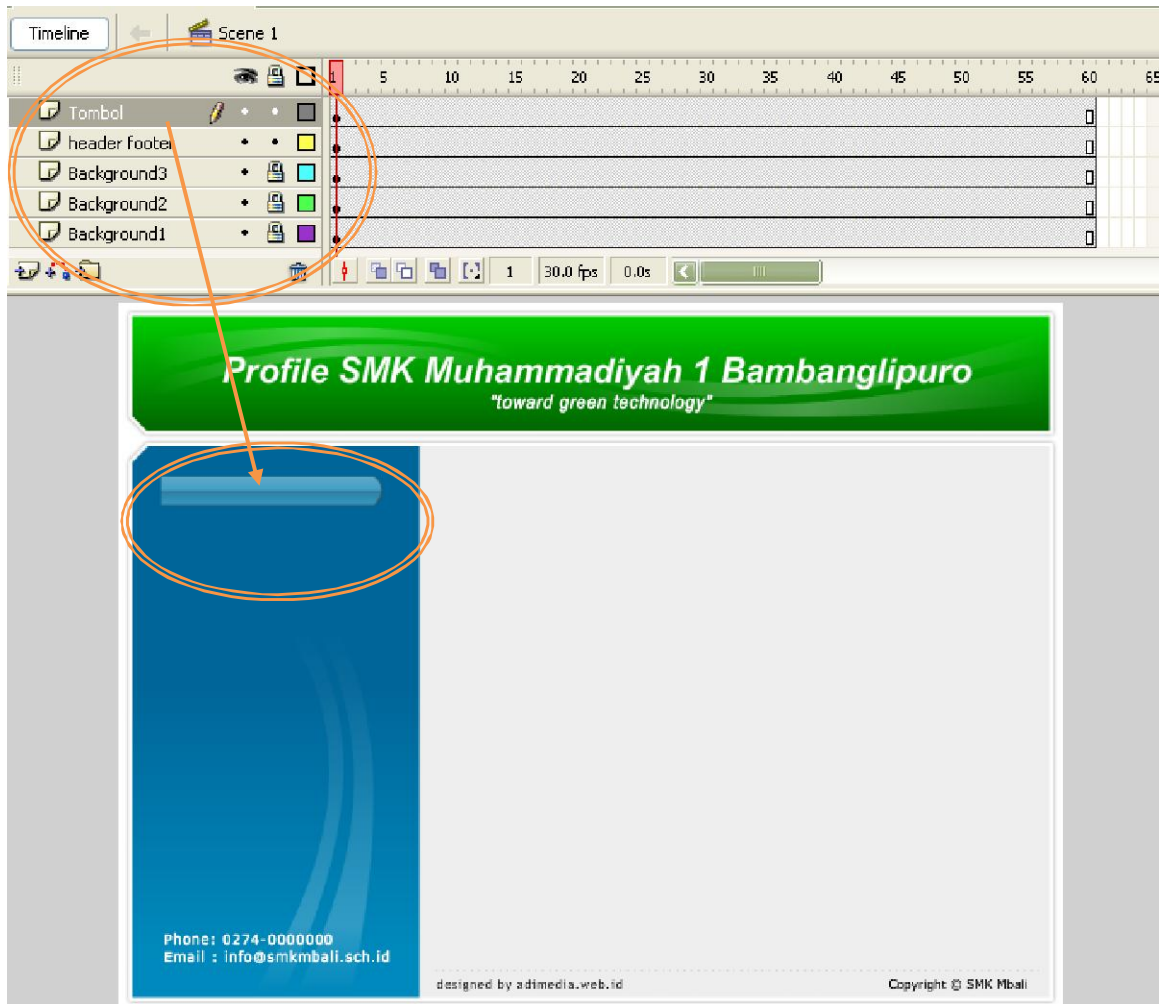 Timeline Scene 1
1 5 10 15 20 25 30 35 40 45 50 55 60 65
Tombol
header footer
Background3
Background2
Background1
1 30.0 fps 0.0s
Profile SMK Muhammadiyah 1 Bambanglipuro
"toward green technology"
Phone: 0274-0000000
Email : info@smkmbali.sch.id
designed by adimedia.web.id Copyright © SMK Mbali